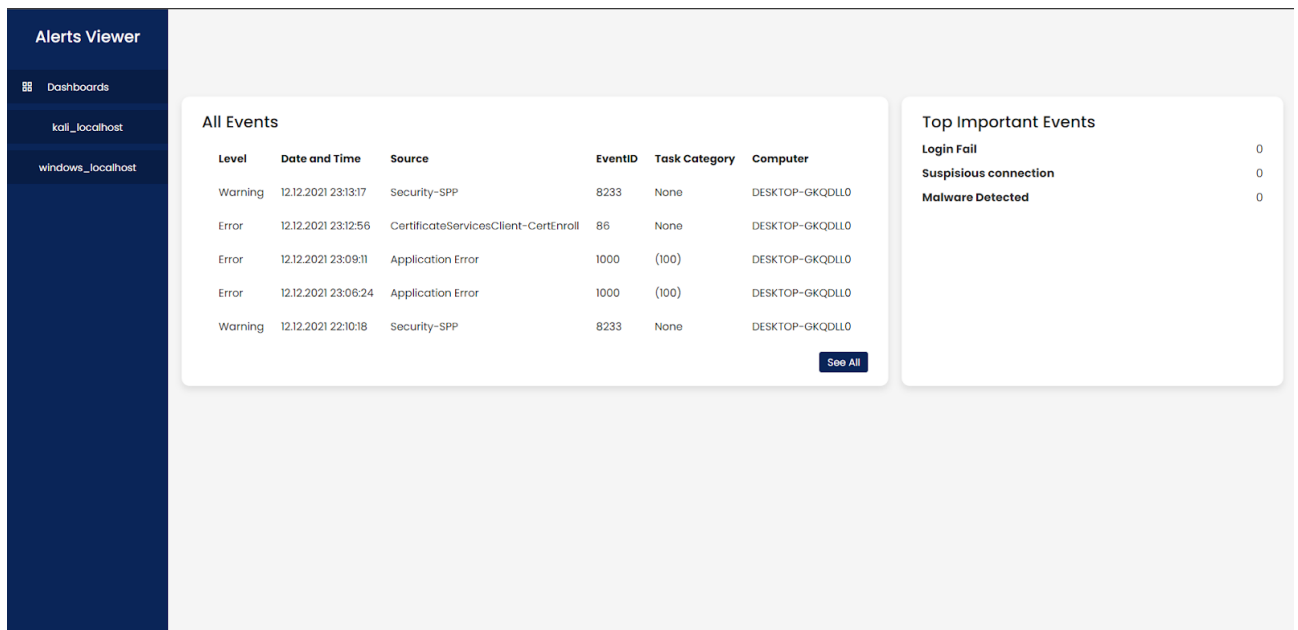 Alerts Viewer
Dashboards
kali_localhost
windows_localhost
All Events
Level Date and Time Source EventID Task Category Computer
Warning 12.12.2021 23:13:17 Security-SPP 8233 None DESKTOP-GKQDLL0
Error 12.12.2021 23:12:56 CertificateServicesClient-CertEnroll 86 None DESKTOP-GKQDLL0
Error 12.12.2021 23:09:11 Application Error 1000 (100) DESKTOP-GKQDLL0
Error 12.12.2021 23:06:24 Application Error 1000 (100) DESKTOP-GKQDLL0
Warning 12.12.2021 22:10:18 Security-SPP 8233 None DESKTOP-GKQDLL0
See All
Top Important Events
Login Fail 0
Suspisious connection 0
Malware Detected 0